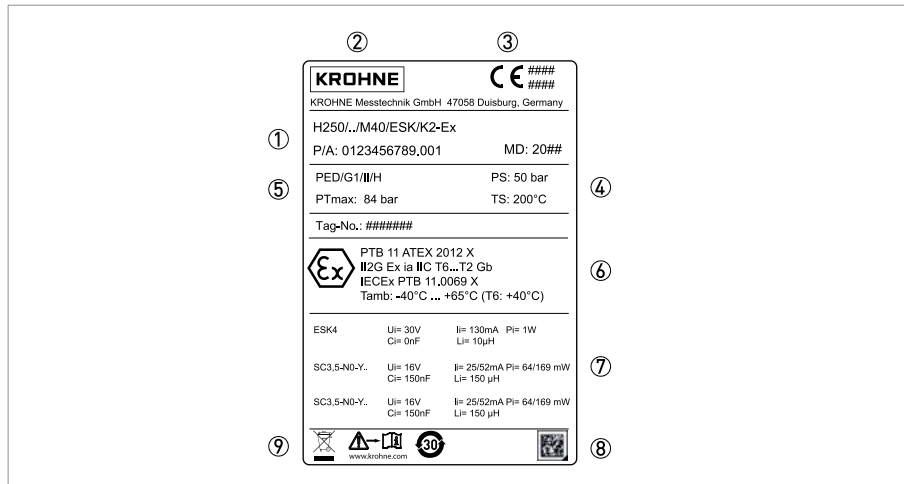 ② ③
KROHNE CE ####
####
KROHNE Messtechnik GmbH 47058 Duisburg, Germany
① H250/../M40/ESK/K2-Ex
P/A: 0123456789.001 MD: 20##
⑤ PED/G1/II/H PS: 50 bar ④
PTmax: 84 bar TS: 200°C
Tag-No.: #######
Ex PTB 11 ATEX 2012 X
II2G Ex ia IIC T6...T2 Gb ⑥
IECEx PTB 11.0069 X
Tamb: -40°C ... +65°C (T6: +40°C)
ESK4 Ui= 30V Ii= 130mA Pi= 1W
Ci= 0nF Li= 10µH
SC3,5-N0-Y.. Ui= 16V Ii= 25/52mA Pi= 64/169 mW ⑦
Ci= 150nF Li= 150 µH
SC3,5-N0-Y.. Ui= 16V Ii= 25/52mA Pi= 64/169 mW
Ci= 150nF Li= 150 µH
⑨ 30 ⑧
www.krohne.com